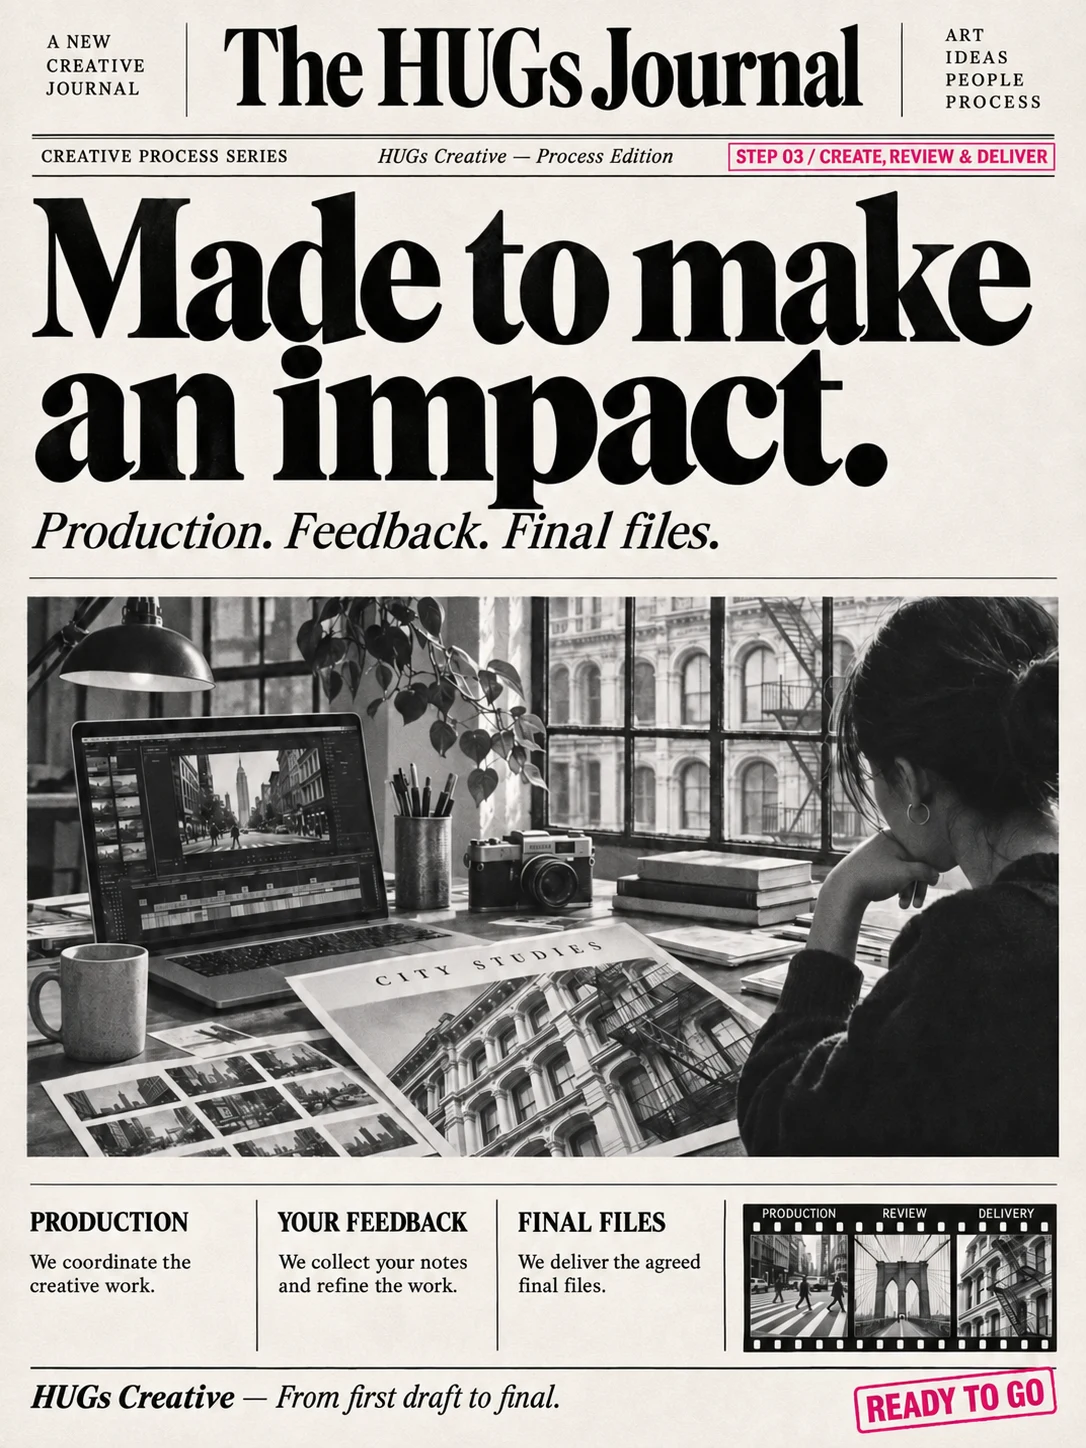 A NEW
CREATIVE
JOURNAL
The HUGs Journal
ART
IDEAS
PEOPLE
PROCESS
CREATIVE PROCESS SERIES
HUGs Creative — Process Edition
STEP 03 / CREATE, REVIEW & DELIVER
Made to make
an impact.
Production. Feedback. Final files.
CITY STUDIES
PRODUCTION
We coordinate the
creative work.
YOUR FEEDBACK
We collect your notes
and refine the work.
FINAL FILES
We deliver the agreed
final files.
PRODUCTION
REVIEW
DELIVERY
HUGs Creative — From first draft to final.
READY TO GO